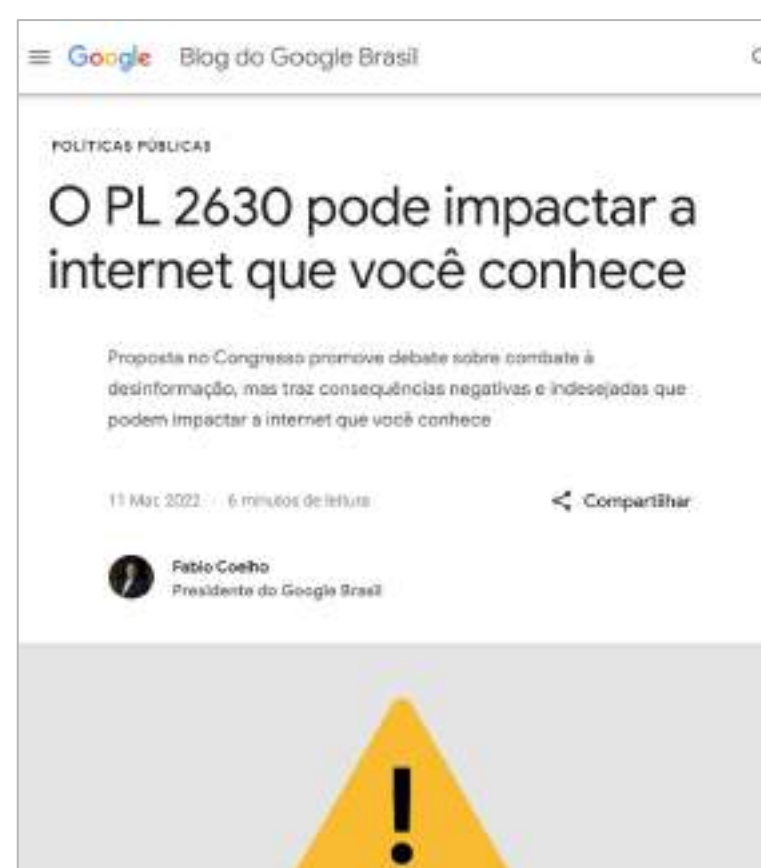 Google Blog do Google Brasil
POLÍTICAS PÚBLICAS
O PL 2630 pode impactar a
internet que você conhece
Proposta no Congresso promove debate sobre combate à
desinformação, mas traz consequências negativas e indesejadas que
podem impactar a internet que você conhece
11 Mar. 2022 · 6 minutos de leitura
Compartilhar
Fabio Coelho
Presidente do Google Brasil
!